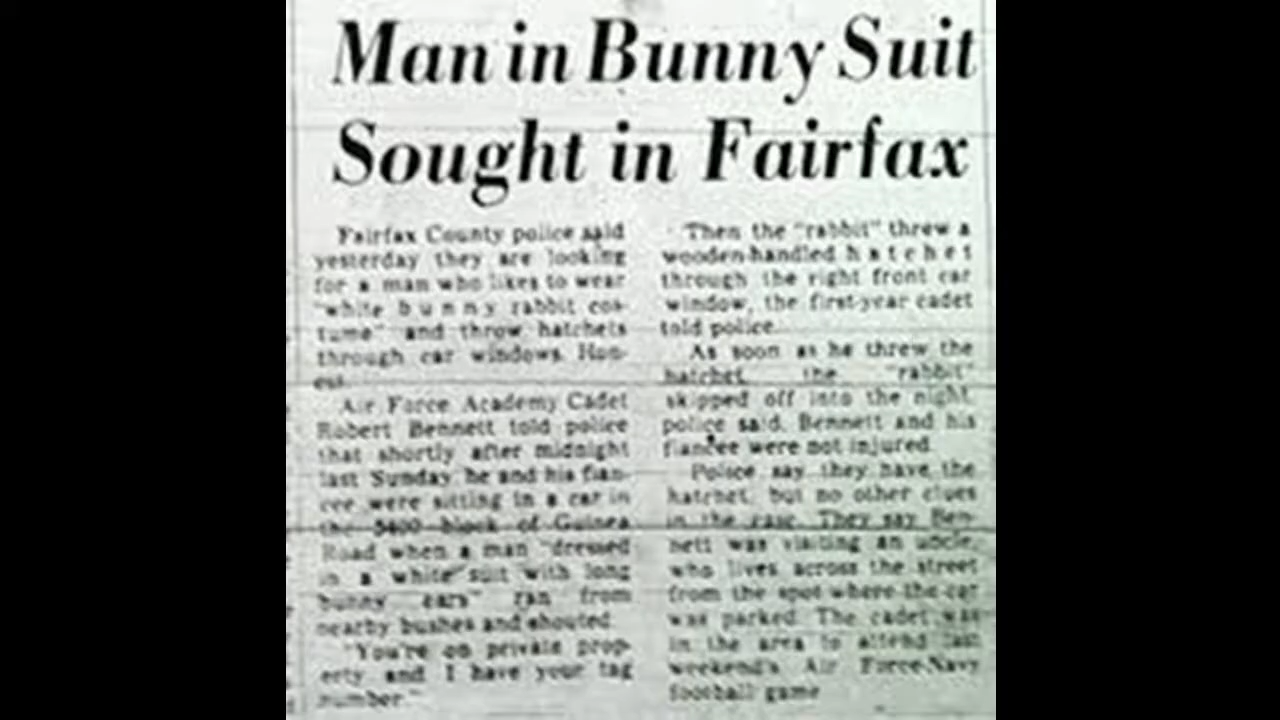 Man in Bunny Suit
Sought in Fairfax
Fairfax County police said
yesterday they are looking
for a man who likes to wear
"white bunny rabbit cos-
tume" and throw hatchets
through car windows. Hon-
est.
Air Force Academy Cadet
Robert Bennett told police
that shortly after midnight
last Sunday he and his fian-
cee were sitting in a car in
the 5400 block of Guinea
Road when a man "dressed
in a white suit with long
bunny ears" ran from
nearby bushes and shouted
"You're on private prop-
erty and I have your tag
number."
Then the "rabbit" threw a
wooden-handled hatchet
through the right front car
window, the first-year cadet
told police.
As soon as he threw the
hatchet, the "rabbit"
skipped off into the night,
police said. Bennett and his
fiancee were not injured.
Police say they have the
hatchet, but no other clues
in the case. They say Ben-
nett was visiting an uncle,
who lives across the street
from the spot where the car
was parked. The cadet was
in the area to attend last
weekend's Air Force-Navy
football game